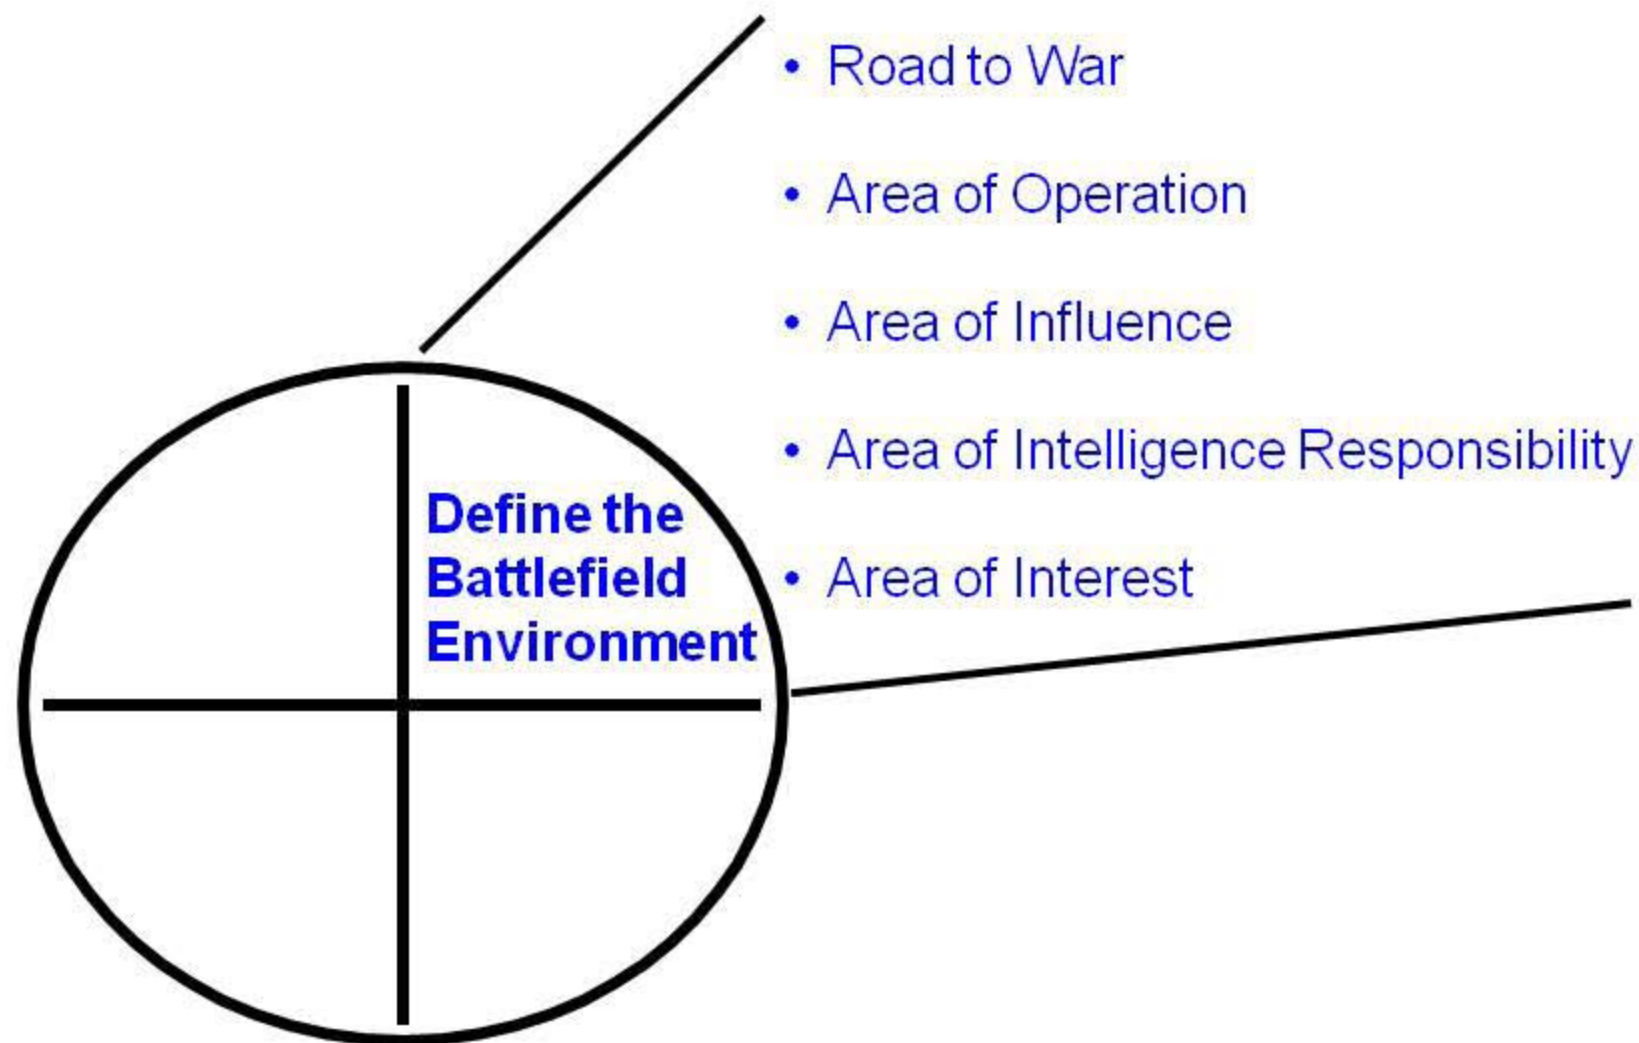 • Road to War
• Area of Operation
• Area of Influence
• Area of Intelligence Responsibility
• Area of Interest
Define the
Battlefield
Environment